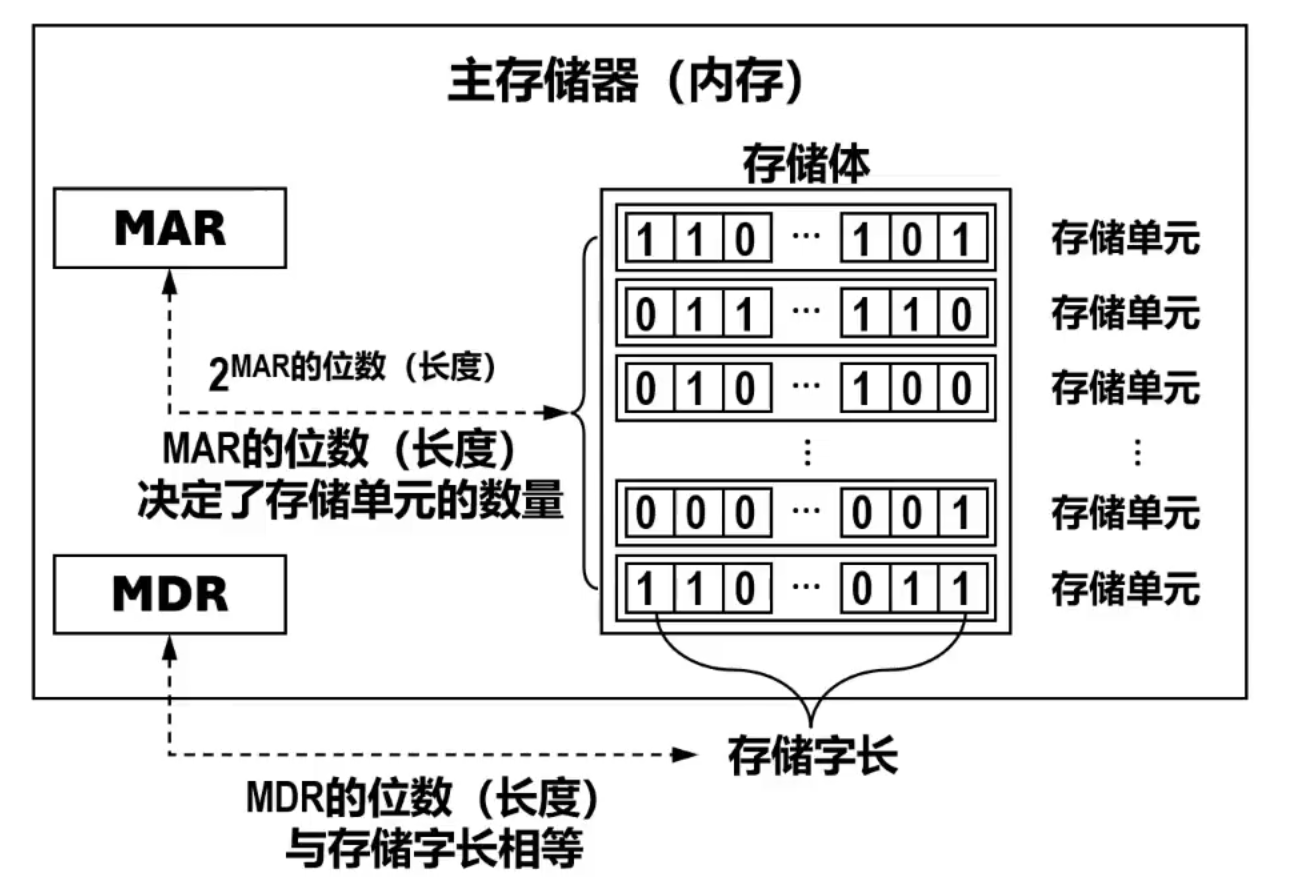 主存储器（内存）
存储体
MAR
1 1 0 ··· 1 0 1 存储单元
0 1 1 ··· 1 1 0 存储单元
2^MAR的位数（长度）
0 1 0 ··· 1 0 0 存储单元
MAR的位数（长度）
决定了存储单元的数量
⋮ ⋮
0 0 0 ··· 0 0 1 存储单元
MDR
1 1 0 ··· 0 1 1 存储单元
存储字长
MDR的位数（长度）
与存储字长相等